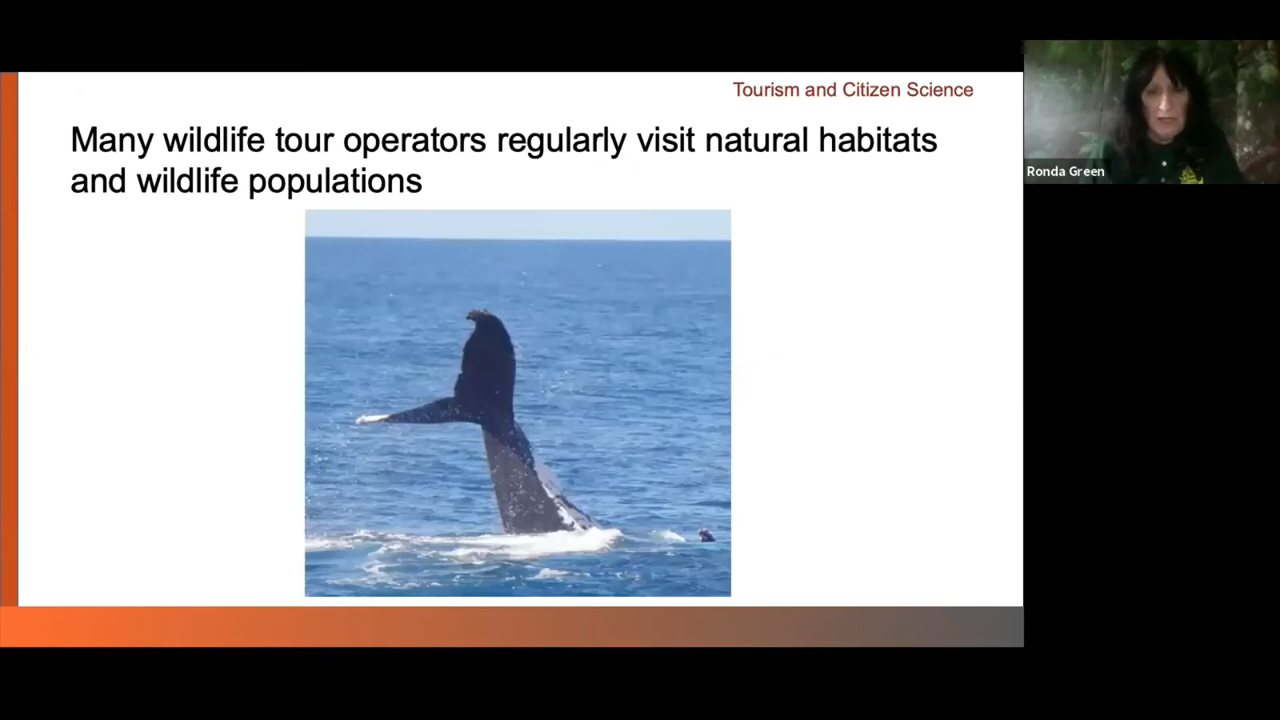 Tourism and Citizen Science
Many wildlife tour operators regularly visit natural habitats
and wildlife populations
Ronda Green